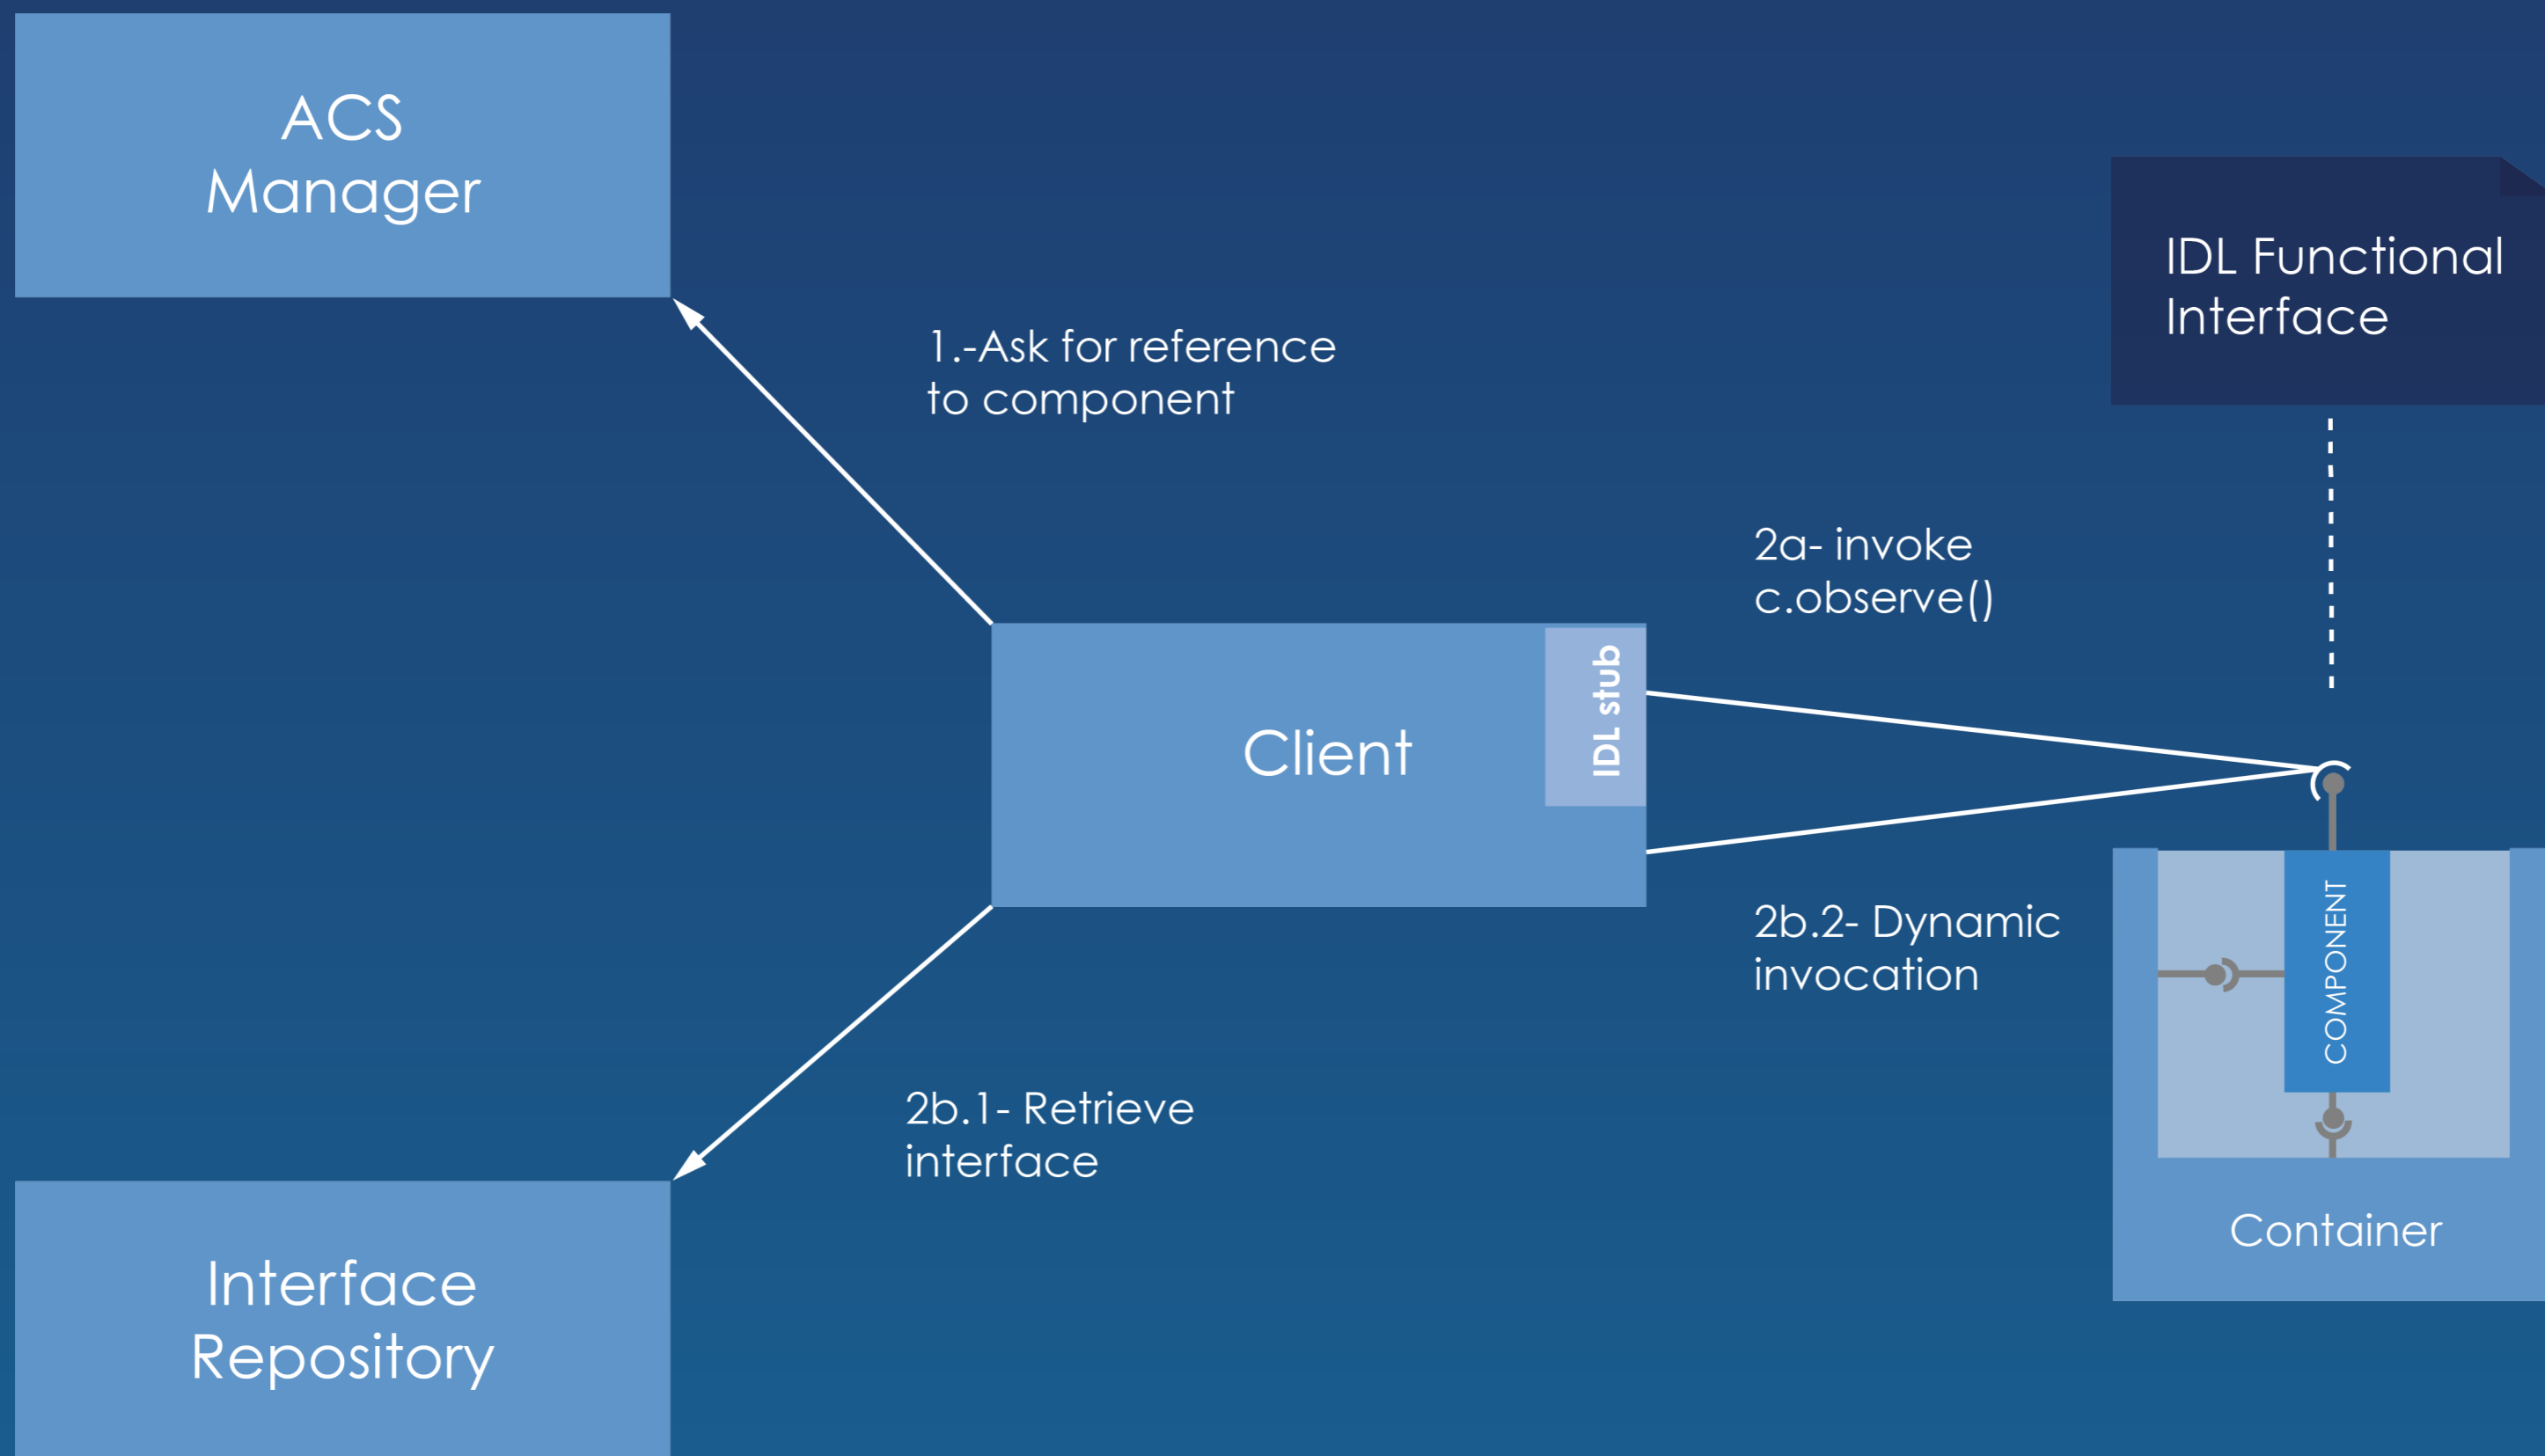 ACS
Manager
1.-Ask for reference
to component
IDL Functional
Interface
2a- invoke
c.observe()
IDL stub
Client
2b.2- Dynamic
invocation
COMPONENT
Container
2b.1- Retrieve
interface
Interface
Repository